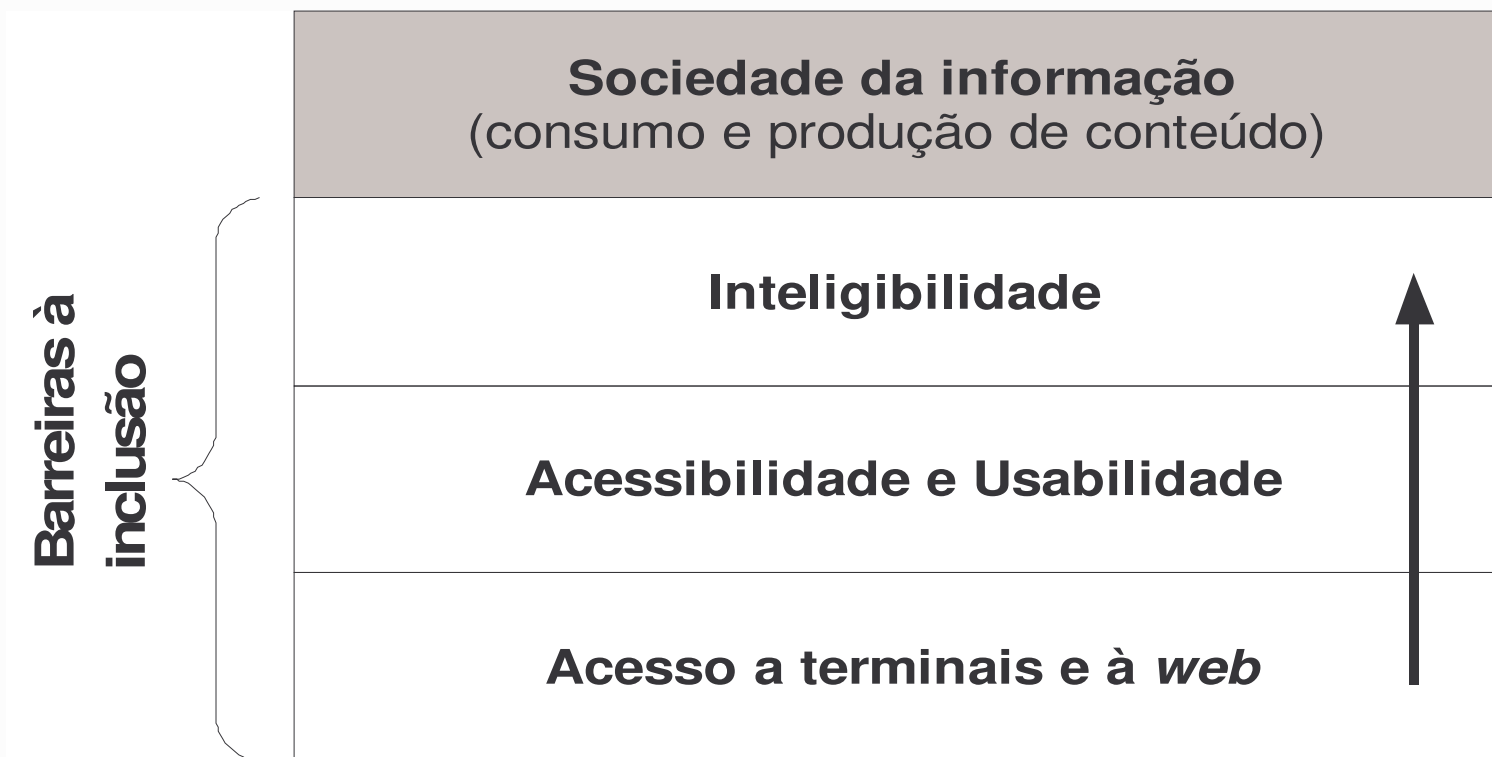 Sociedade da informação
(consumo e produção de conteúdo)
Barreiras à
inclusão
Inteligibilidade
Acessibilidade e Usabilidade
Acesso a terminais e à web